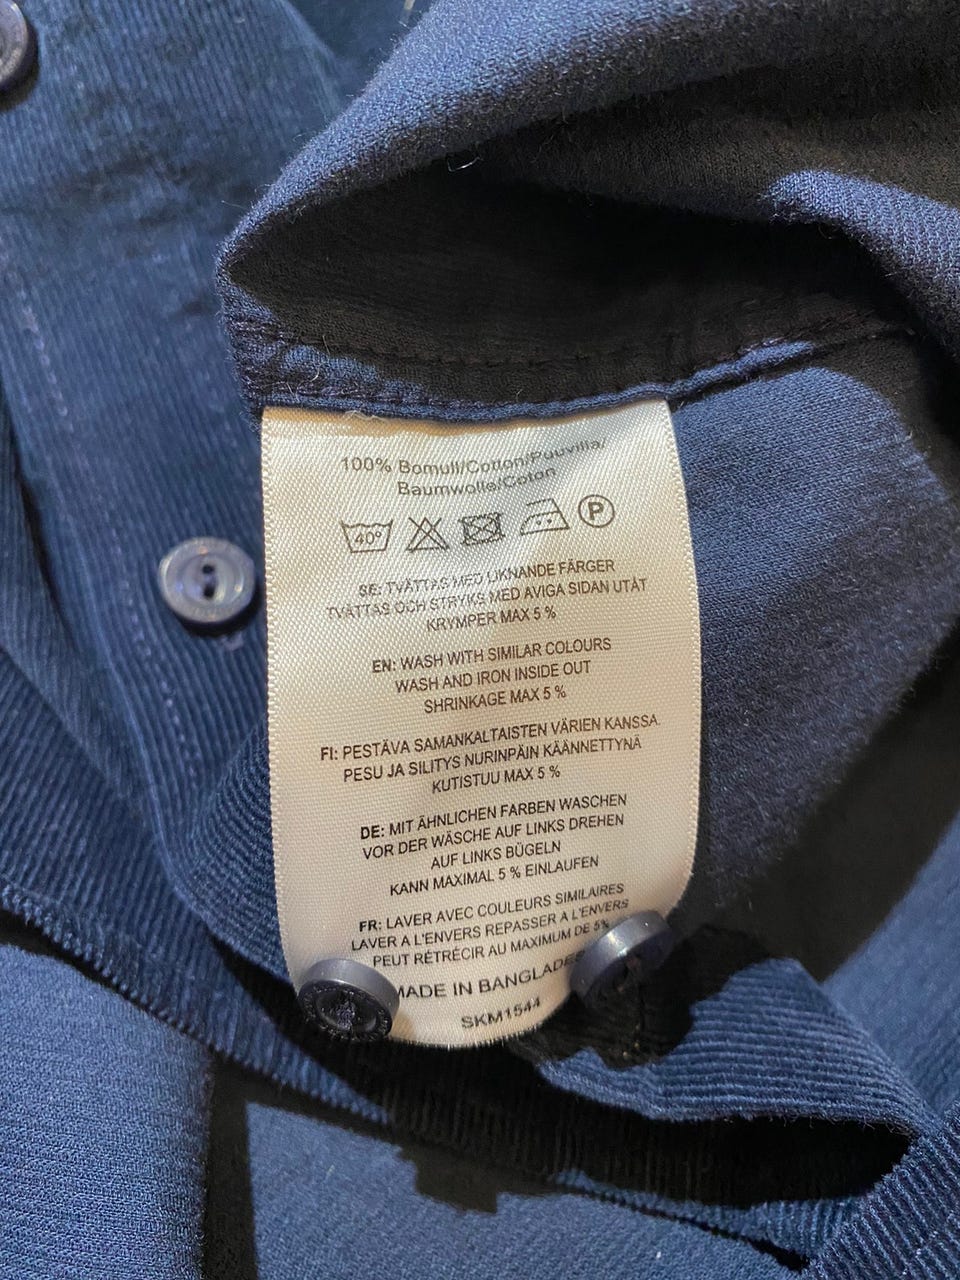 100% Bomull/Cotton/Puuvilla/
Baumwolle/Coton
40° P
SE: TVÄTTAS MED LIKNANDE FÄRGER
TVÄTTAS OCH STRYKS MED AVIGA SIDAN UTÅT
KRYMPER MAX 5 %
EN: WASH WITH SIMILAR COLOURS
WASH AND IRON INSIDE OUT
SHRINKAGE MAX 5 %
FI: PESTÄVA SAMANKALTAISTEN VÄRIEN KANSSA.
PESU JA SILITYS NURINPÄIN KÄÄNNETTYNÄ
KUTISTUU MAX 5 %
DE: MIT ÄHNLICHEN FARBEN WASCHEN
VOR DER WÄSCHE AUF LINKS DREHEN
AUF LINKS BÜGELN
KANN MAXIMAL 5 % EINLAUFEN
FR: LAVER AVEC COULEURS SIMILAIRES
LAVER A L'ENVERS REPASSER A L'ENVERS
PEUT RÉTRÉCIR AU MAXIMUM DE 5%
MADE IN BANGLADES
SKM1544